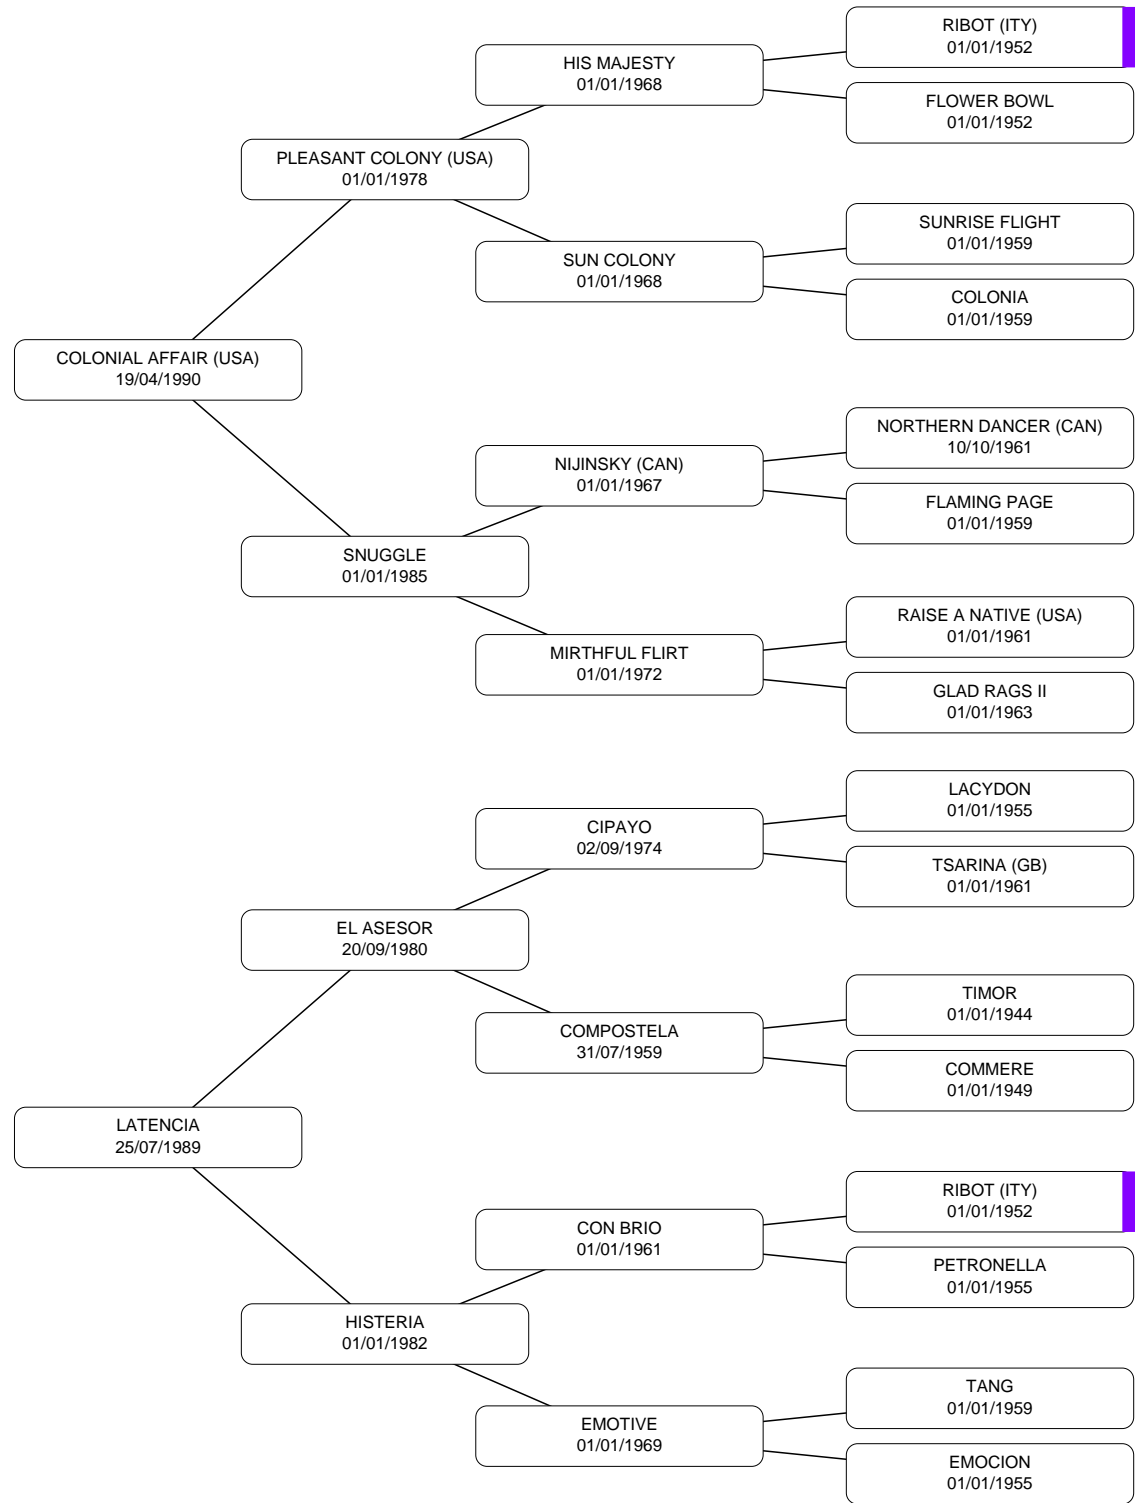 RIBOT (ITY)
01/01/1952
HIS MAJESTY
01/01/1968
FLOWER BOWL
01/01/1952
PLEASANT COLONY (USA)
01/01/1978
SUNRISE FLIGHT
01/01/1959
SUN COLONY
01/01/1968
COLONIA
01/01/1959
COLONIAL AFFAIR (USA)
19/04/1990
NORTHERN DANCER (CAN)
10/10/1961
NIJINSKY (CAN)
01/01/1967
FLAMING PAGE
01/01/1959
SNUGGLE
01/01/1985
RAISE A NATIVE (USA)
01/01/1961
MIRTHFUL FLIRT
01/01/1972
GLAD RAGS II
01/01/1963
LACYDON
01/01/1955
CIPAYO
02/09/1974
TSARINA (GB)
01/01/1961
EL ASESOR
20/09/1980
TIMOR
01/01/1944
COMPOSTELA
31/07/1959
COMMERE
01/01/1949
LATENCIA
25/07/1989
RIBOT (ITY)
01/01/1952
CON BRIO
01/01/1961
PETRONELLA
01/01/1955
HISTERIA
01/01/1982
TANG
01/01/1959
EMOTIVE
01/01/1969
EMOCION
01/01/1955